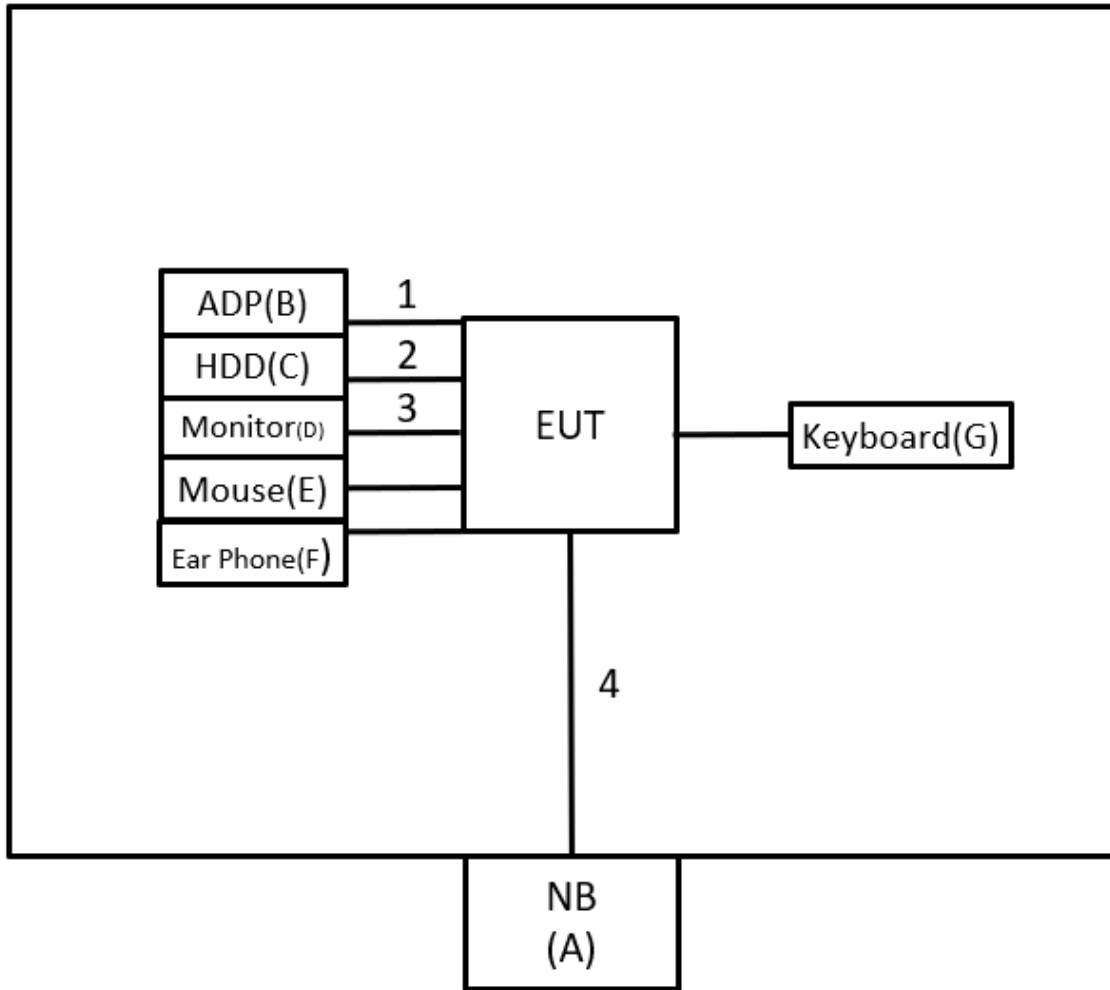 ADP(B)
1
HDD(C)
2
Monitor(D)
3
EUT
Keyboard(G)
Mouse(E)
Ear Phone(F)
4
NB
(A)